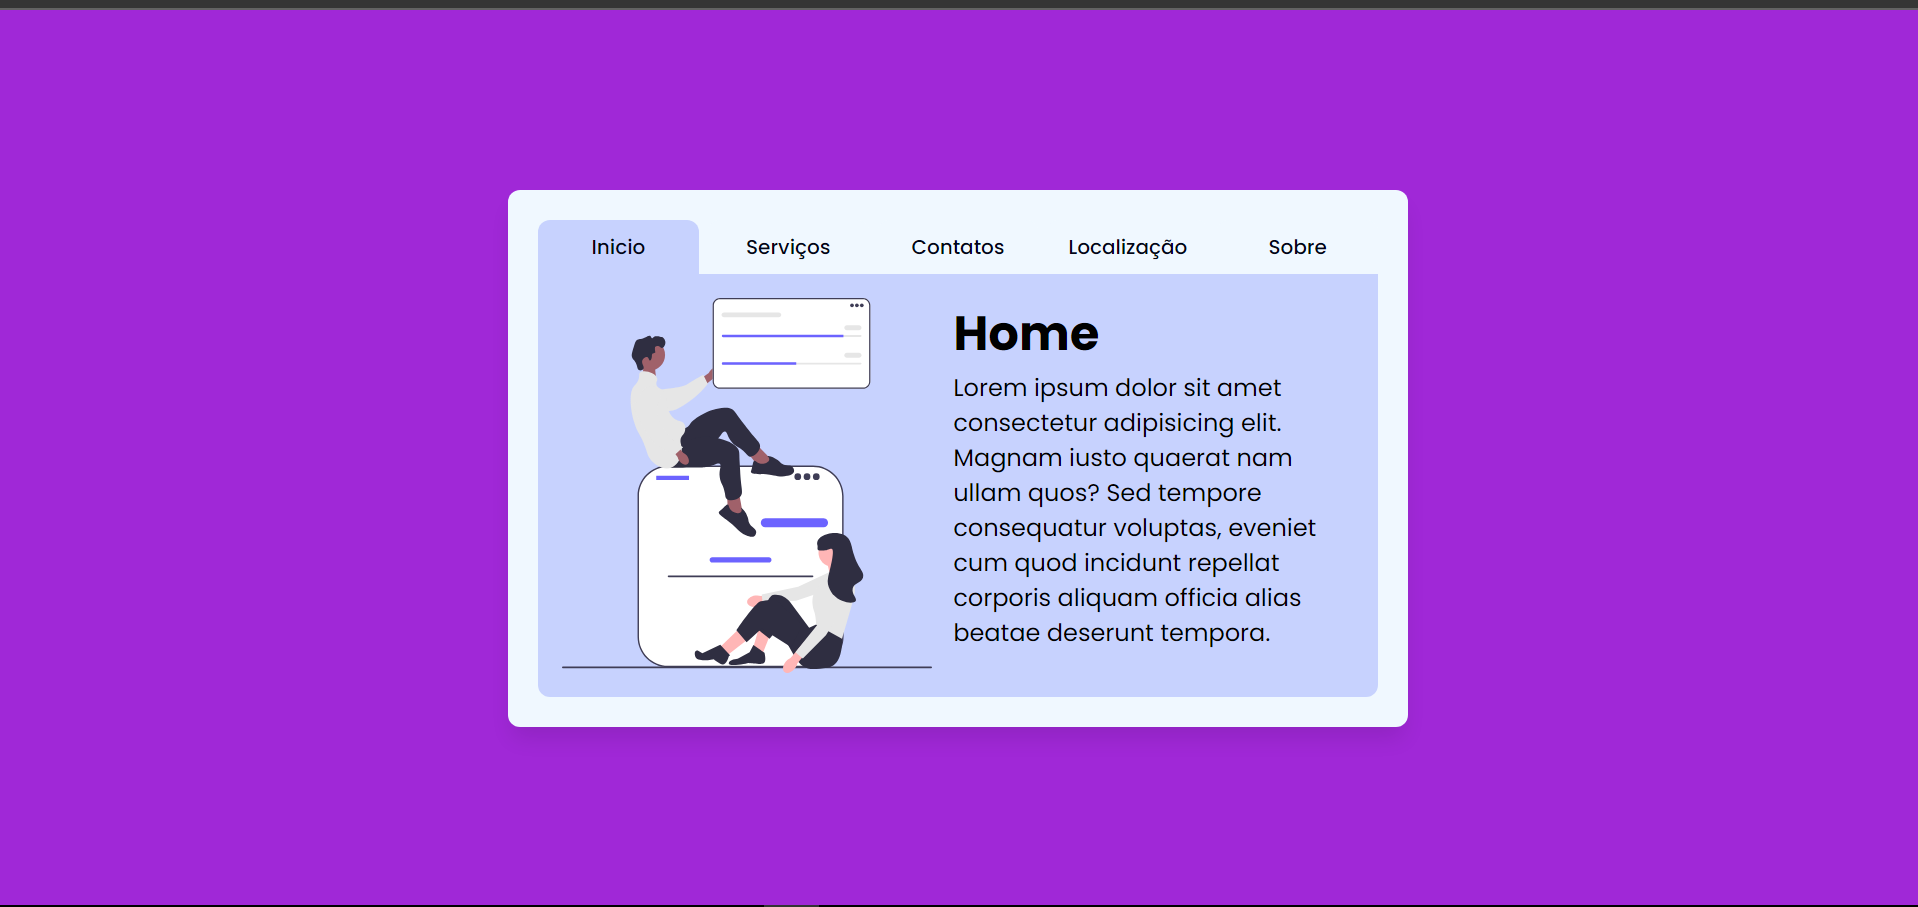 Inicio Serviços Contatos Localização Sobre
Home
Lorem ipsum dolor sit amet
consectetur adipisicing elit.
Magnam iusto quaerat nam
ullam quos? Sed tempore
consequatur voluptas, eveniet
cum quod incidunt repellat
corporis aliquam officia alias
beatae deserunt tempora.